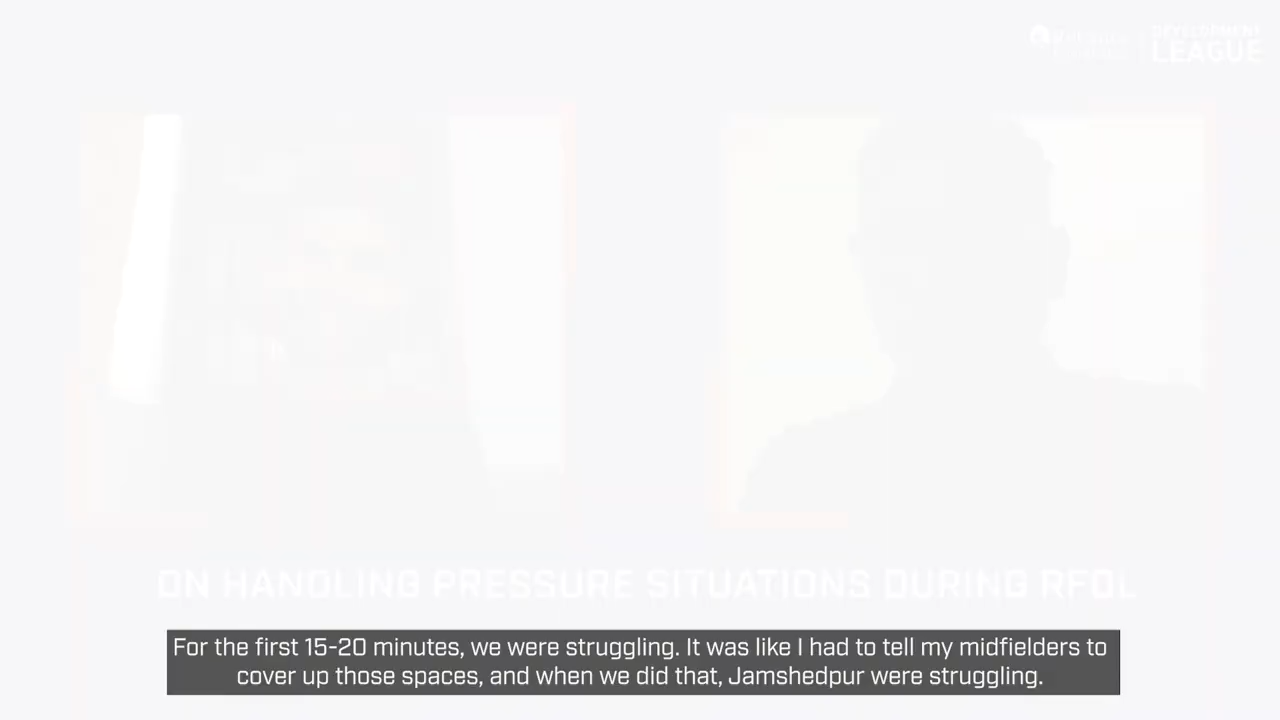 DEVELOPMENT
LEAGUE
ON HANDLING PRESSURE SITUATIONS DURING RFDL
For the first 15-20 minutes, we were struggling. It was like I had to tell my midfielders to
cover up those spaces, and when we did that, Jamshedpur were struggling.